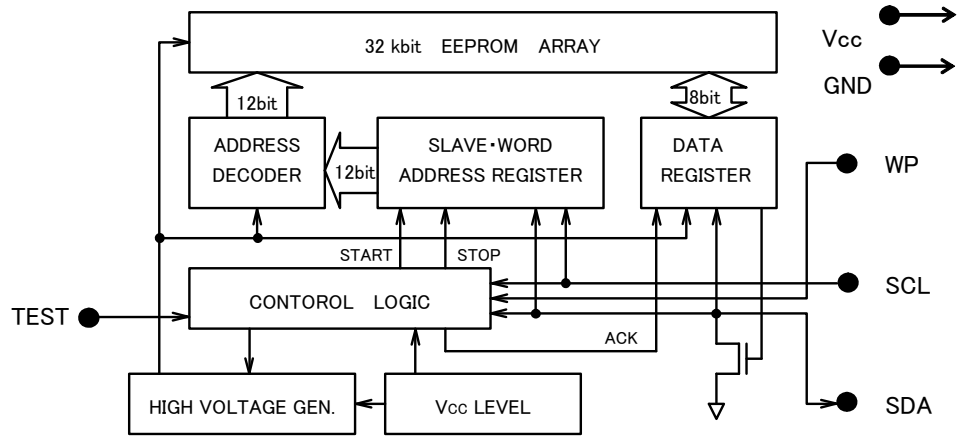 32 kbit EEPROM ARRAY
Vcc
GND
12bit
8bit
ADDRESS
DECODER
12bit
SLAVE・WORD
ADDRESS REGISTER
DATA
REGISTER
WP
START
STOP
SCL
CONTOROL LOGIC
TEST
ACK
HIGH VOLTAGE GEN.
Vcc LEVEL
SDA